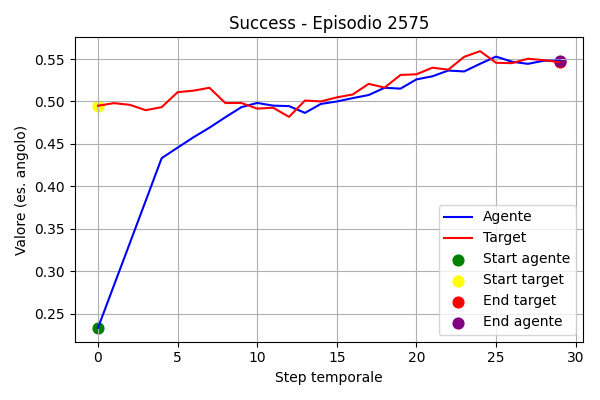 Success - Episodio 2575
Valore (es. angolo)
0.55
0.50
0.45
0.40
0.35
0.30
0.25
Agente
Target
Start agente
Start target
End target
End agente
0 5 10 15 20 25 30
Step temporale